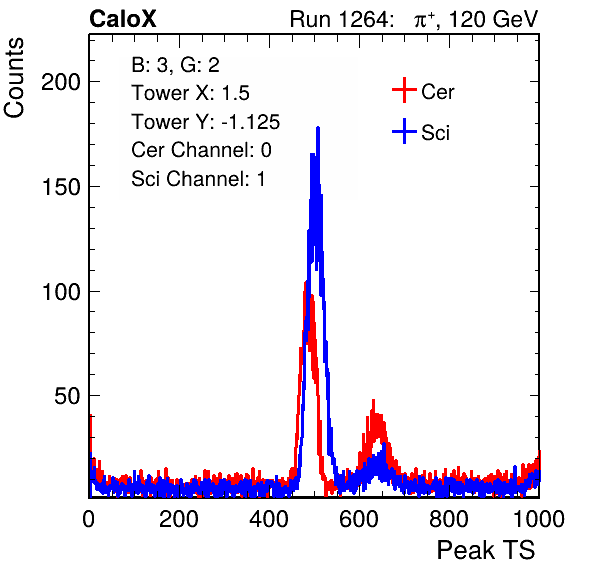 CaloX Run 1264: π⁺, 120 GeV
Counts
B: 3, G: 2
Tower X: 1.5
Tower Y: -1.125
Cer Channel: 0
Sci Channel: 1
Cer
Sci
200
150
100
50
0 200 400 600 800 1000
Peak TS